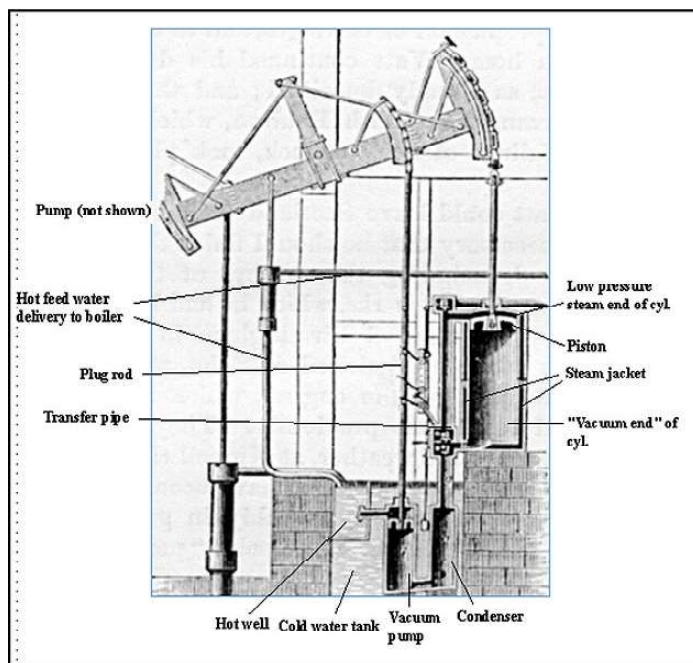 Pump (not shown)
Hot feed water
delivery to boiler
Plug rod
Transfer pipe
Low pressure
steam end of cyl.
Piston
Steam jacket
"Vacuum end" of
cyl.
Hot well
Cold water tank
Vacuum
pump
Condenser